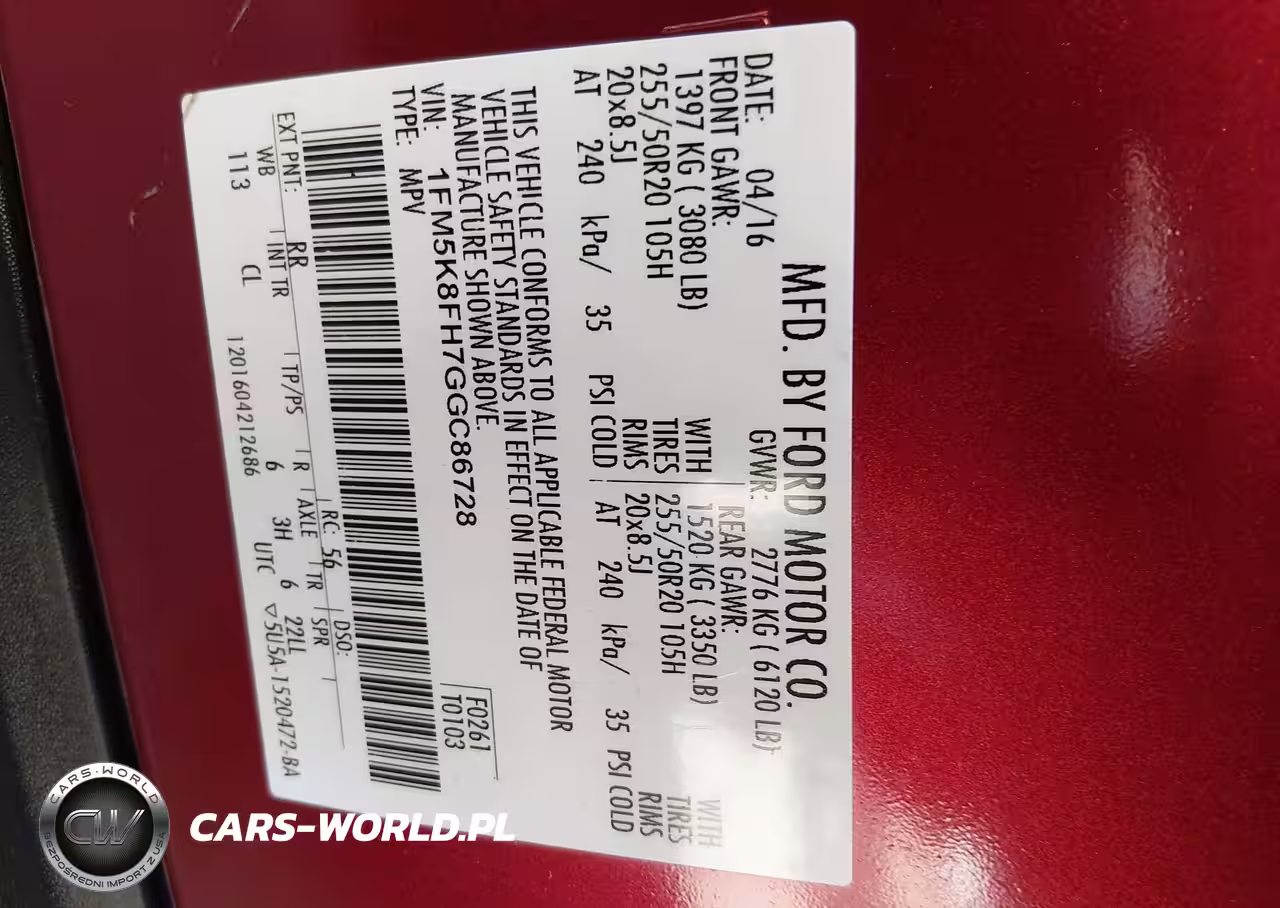 MFD. BY FORD MOTOR CO.
DATE: 04/16 GVWR: 2776 KG ( 6120 LB)
FRONT GAWR: REAR GAWR:
1397 KG ( 3080 LB) WITH 1520 KG ( 3350 LB) WITH
255/50R20 105H TIRES 255/50R20 105H TIRES
20x8.5J RIMS 20x8.5J RIMS
AT 240 kPa/ 35 PSI COLD AT 240 kPa/ 35 PSI COLD
THIS VEHICLE CONFORMS TO ALL APPLICABLE FEDERAL MOTOR
VEHICLE SAFETY STANDARDS IN EFFECT ON THE DATE OF
MANUFACTURE SHOWN ABOVE.
VIN: 1FM5K8FH7GGC86728
TYPE: MPV
F0261
T0103
EXT PNT: RR RC: 56 DSO:
WB INT TR TP/PS R AXLE TR SPR
113 CL 6 3H 6 22LL
1201604212686 UTC ▽5U5A-1520472-BA
CARS-WORLD
CW
BEZPOŚREDNI IMPORT Z USA
CARS-WORLD.PL